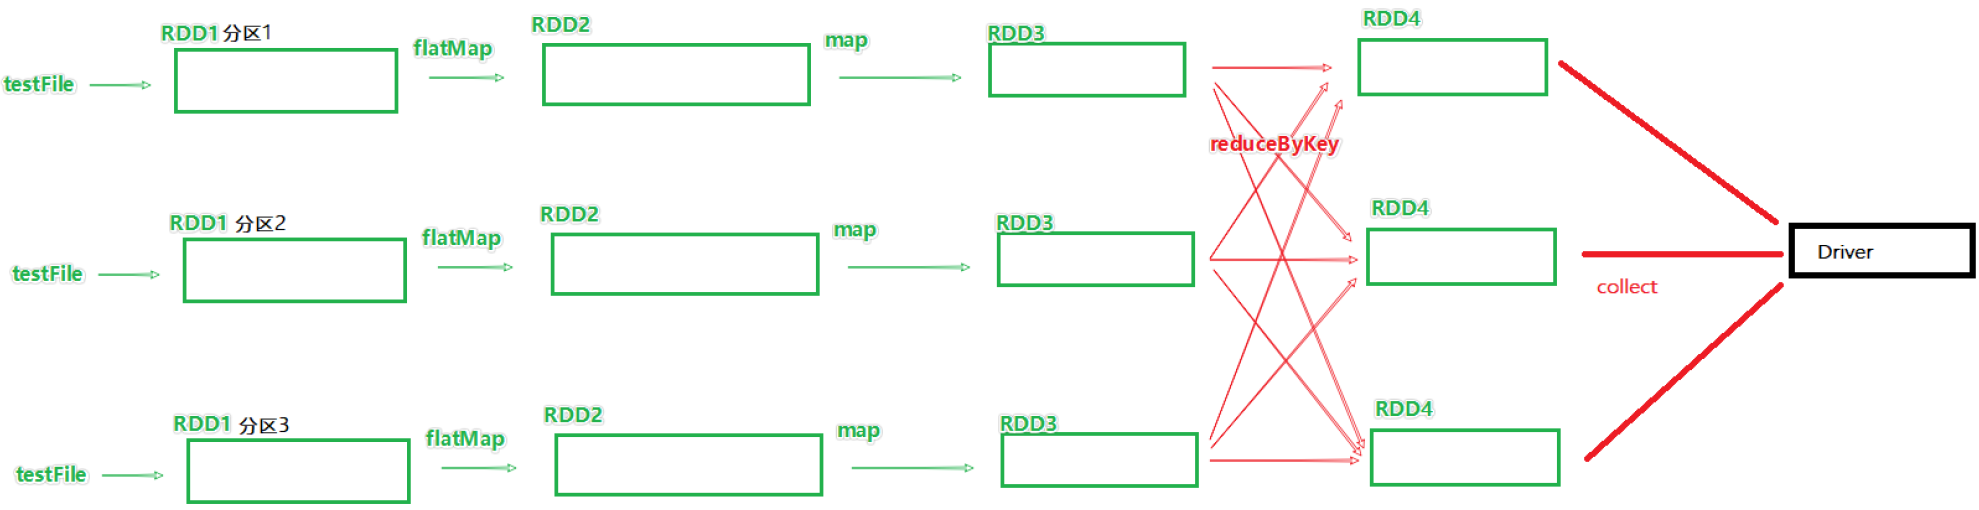 testFile
RDD1 分区1
flatMap
RDD2
map
RDD3
RDD4
reduceByKey
testFile
RDD1 分区2
flatMap
RDD2
map
RDD3
RDD4
Driver
collect
testFile
RDD1 分区3
flatMap
RDD2
map
RDD3
RDD4